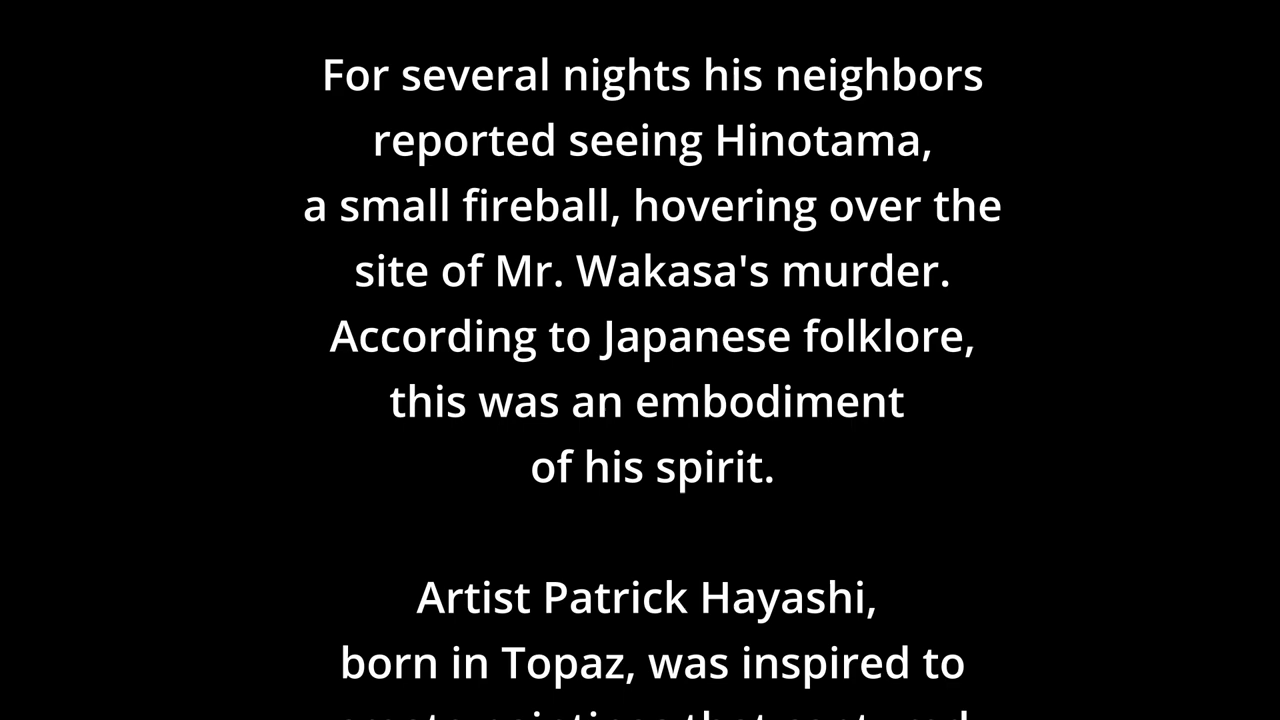 For several nights his neighbors
reported seeing Hinotama,
a small fireball, hovering over the
site of Mr. Wakasa's murder.
According to Japanese folklore,
this was an embodiment
of his spirit.
Artist Patrick Hayashi,
born in Topaz, was inspired to